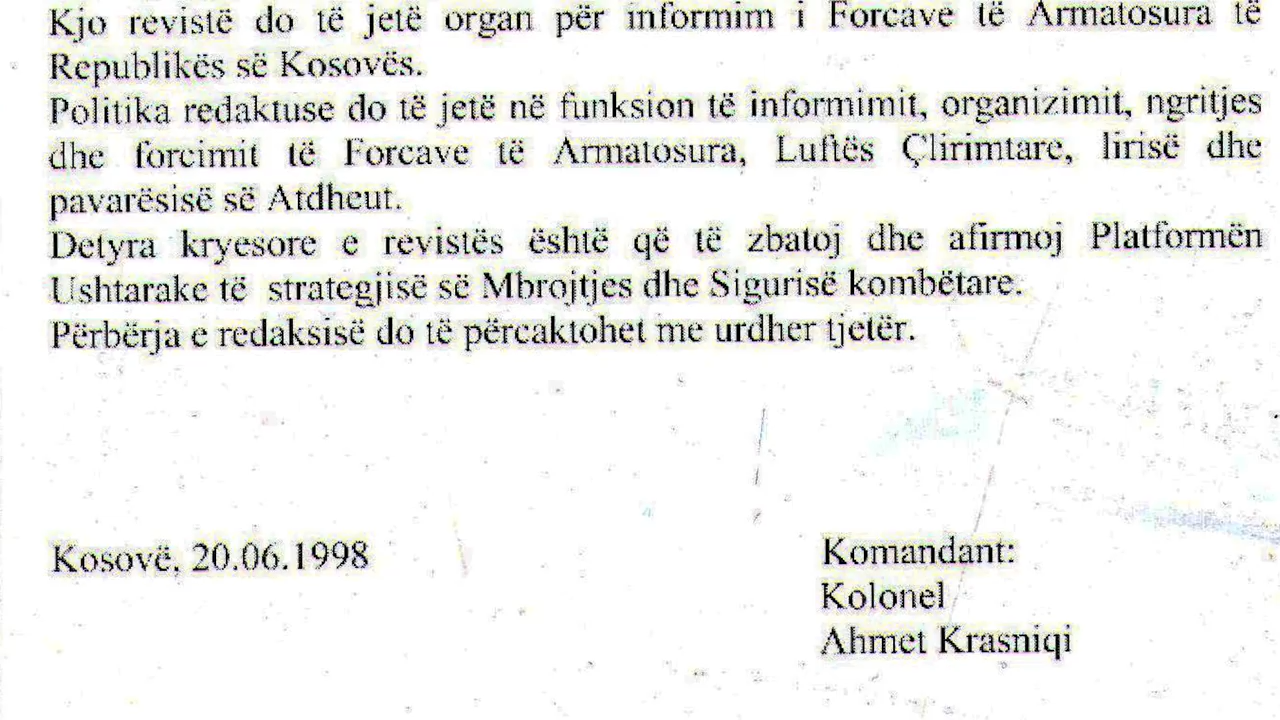 Kjo revistë do të jetë organ për informim i Forcave të Armatosura të
Republikës së Kosovës.
Politika redaktuse do të jetë në funksion të informimit, organizimit, ngritjes
dhe forcimit të Forcave të Armatosura, Luftës Çlirimtare, lirisë dhe
pavarësisë së Atdheut.
Detyra kryesore e revistës është që të zbatoj dhe afirmoj Platformën
Ushtarake të strategjisë së Mbrojtjes dhe Sigurisë kombëtare.
Përbërja e redaksisë do të përcaktohet me urdher tjetër.
Kosovë, 20.06.1998
Komandant:
Kolonel
Ahmet Krasniqi